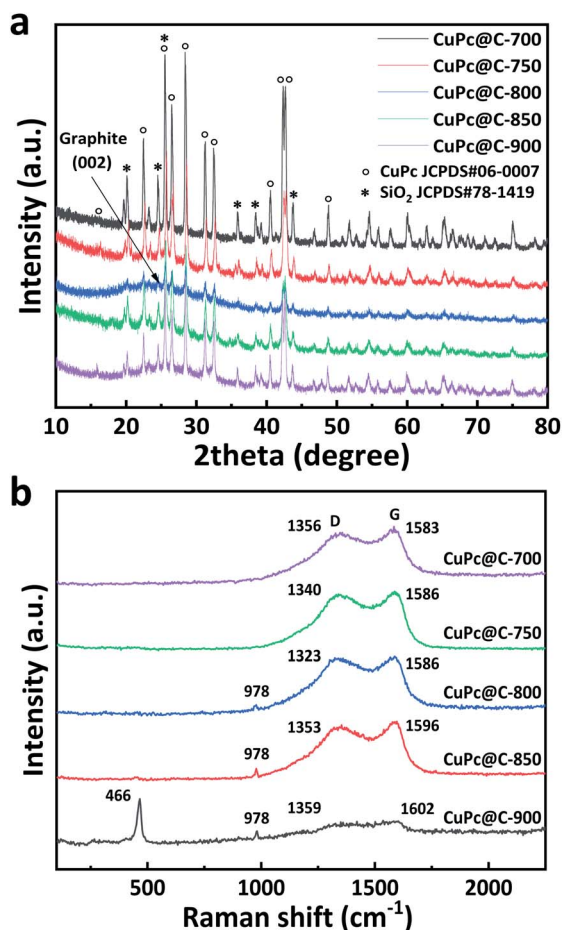 a
CuPc@C-700
CuPc@C-750
CuPc@C-800
CuPc@C-850
CuPc@C-900
CuPc JCPDS#06-0007
SiO₂ JCPDS#78-1419
Graphite
(002)
Intensity (a.u.)
10 20 30 40 50 60 70 80
2theta (degree)
b
1356 D G 1583
CuPc@C-700
1340 1586
CuPc@C-750
1323 1586
978 CuPc@C-800
1353 1596
978 CuPc@C-850
466
978 1359 1602
CuPc@C-900
Intensity (a.u.)
500 1000 1500 2000
Raman shift (cm⁻¹)